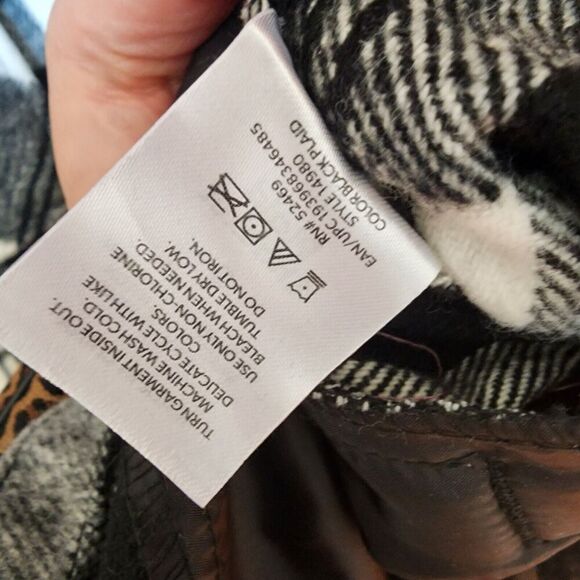 TURN GARMENT INSIDE OUT.
MACHINE WASH COLD.
DELICATE CYCLE WITH LIKE
COLORS.
USE ONLY NON-CHLORINE
BLEACH WHEN NEEDED.
TUMBLE DRY LOW.
DO NOT IRON.
RN# 52469
EAN/UPC 193968346485
STYLE 14980
COLOR BLACK PLAID